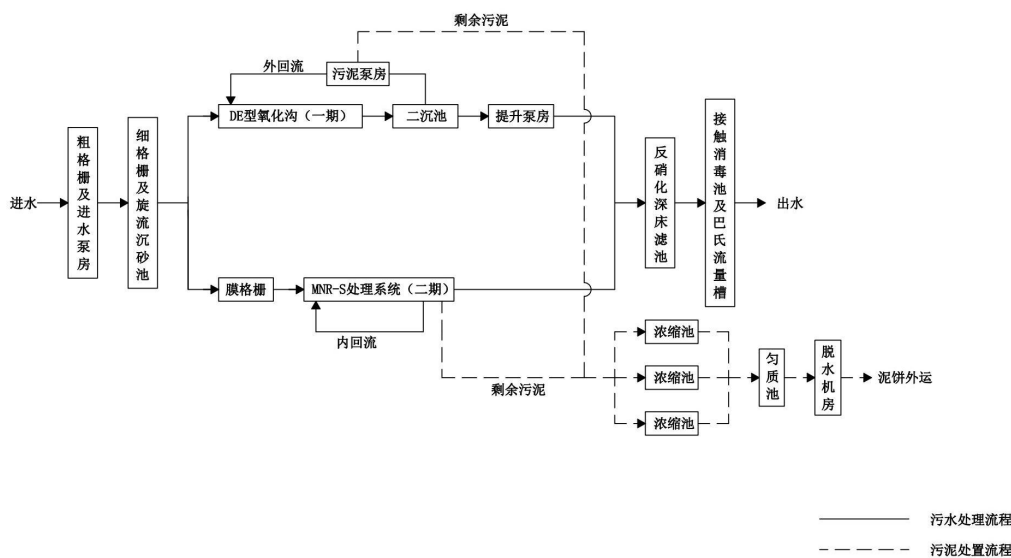 剩余污泥
外回流
污泥泵房
DE型氧化沟（一期）
二沉池
提升泵房
进水
粗格栅及进水泵房
细格栅及旋流沉砂池
反硝化深床滤池
接触消毒池及巴氏流量槽
出水
膜格栅
MNR-S处理系统（二期）
内回流
剩余污泥
浓缩池
浓缩池
浓缩池
匀质池
脱水机房
泥饼外运
污水处理流程
污泥处置流程